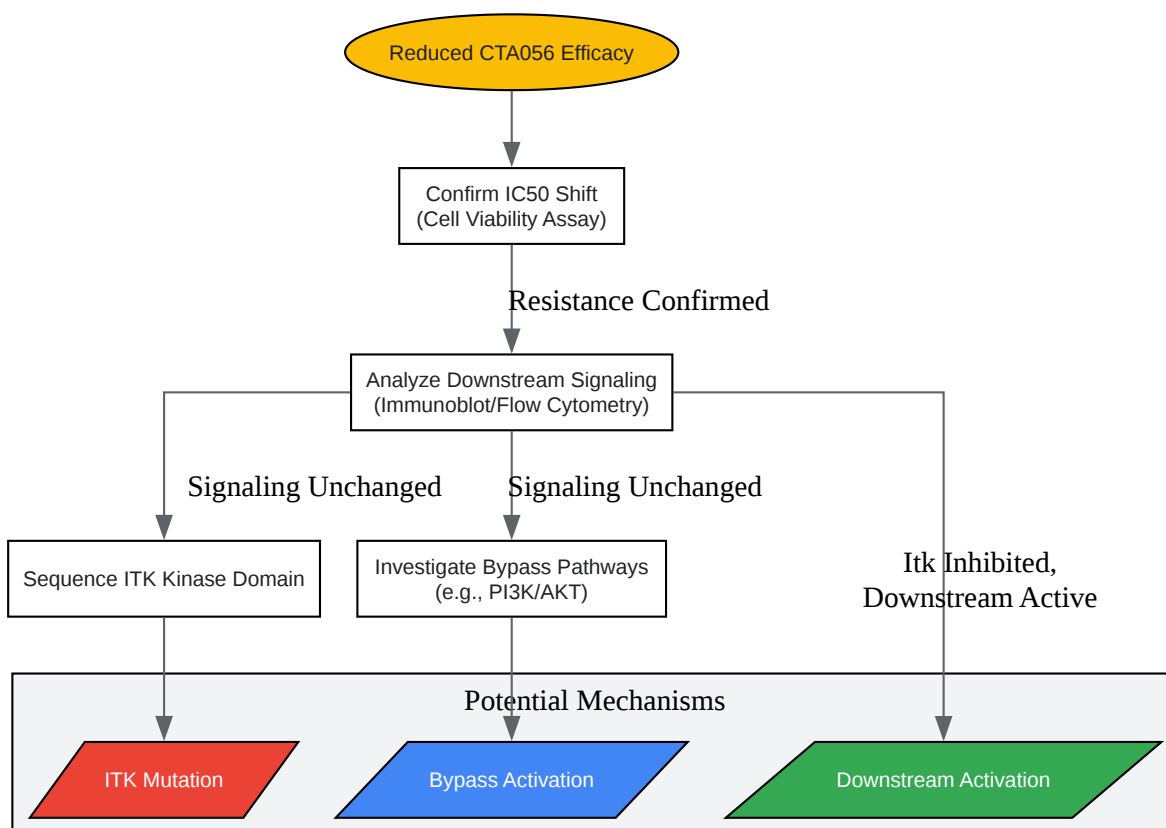 Reduced CTA056 Efficacy
Confirm IC50 Shift
(Cell Viability Assay)
Resistance Confirmed
Analyze Downstream Signaling
(Immunoblot/Flow Cytometry)
Signaling Unchanged
Signaling Unchanged
Sequence ITK Kinase Domain
Investigate Bypass Pathways
(e.g., PI3K/AKT)
Itk Inhibited,
Downstream Active
Potential Mechanisms
ITK Mutation
Bypass Activation
Downstream Activation